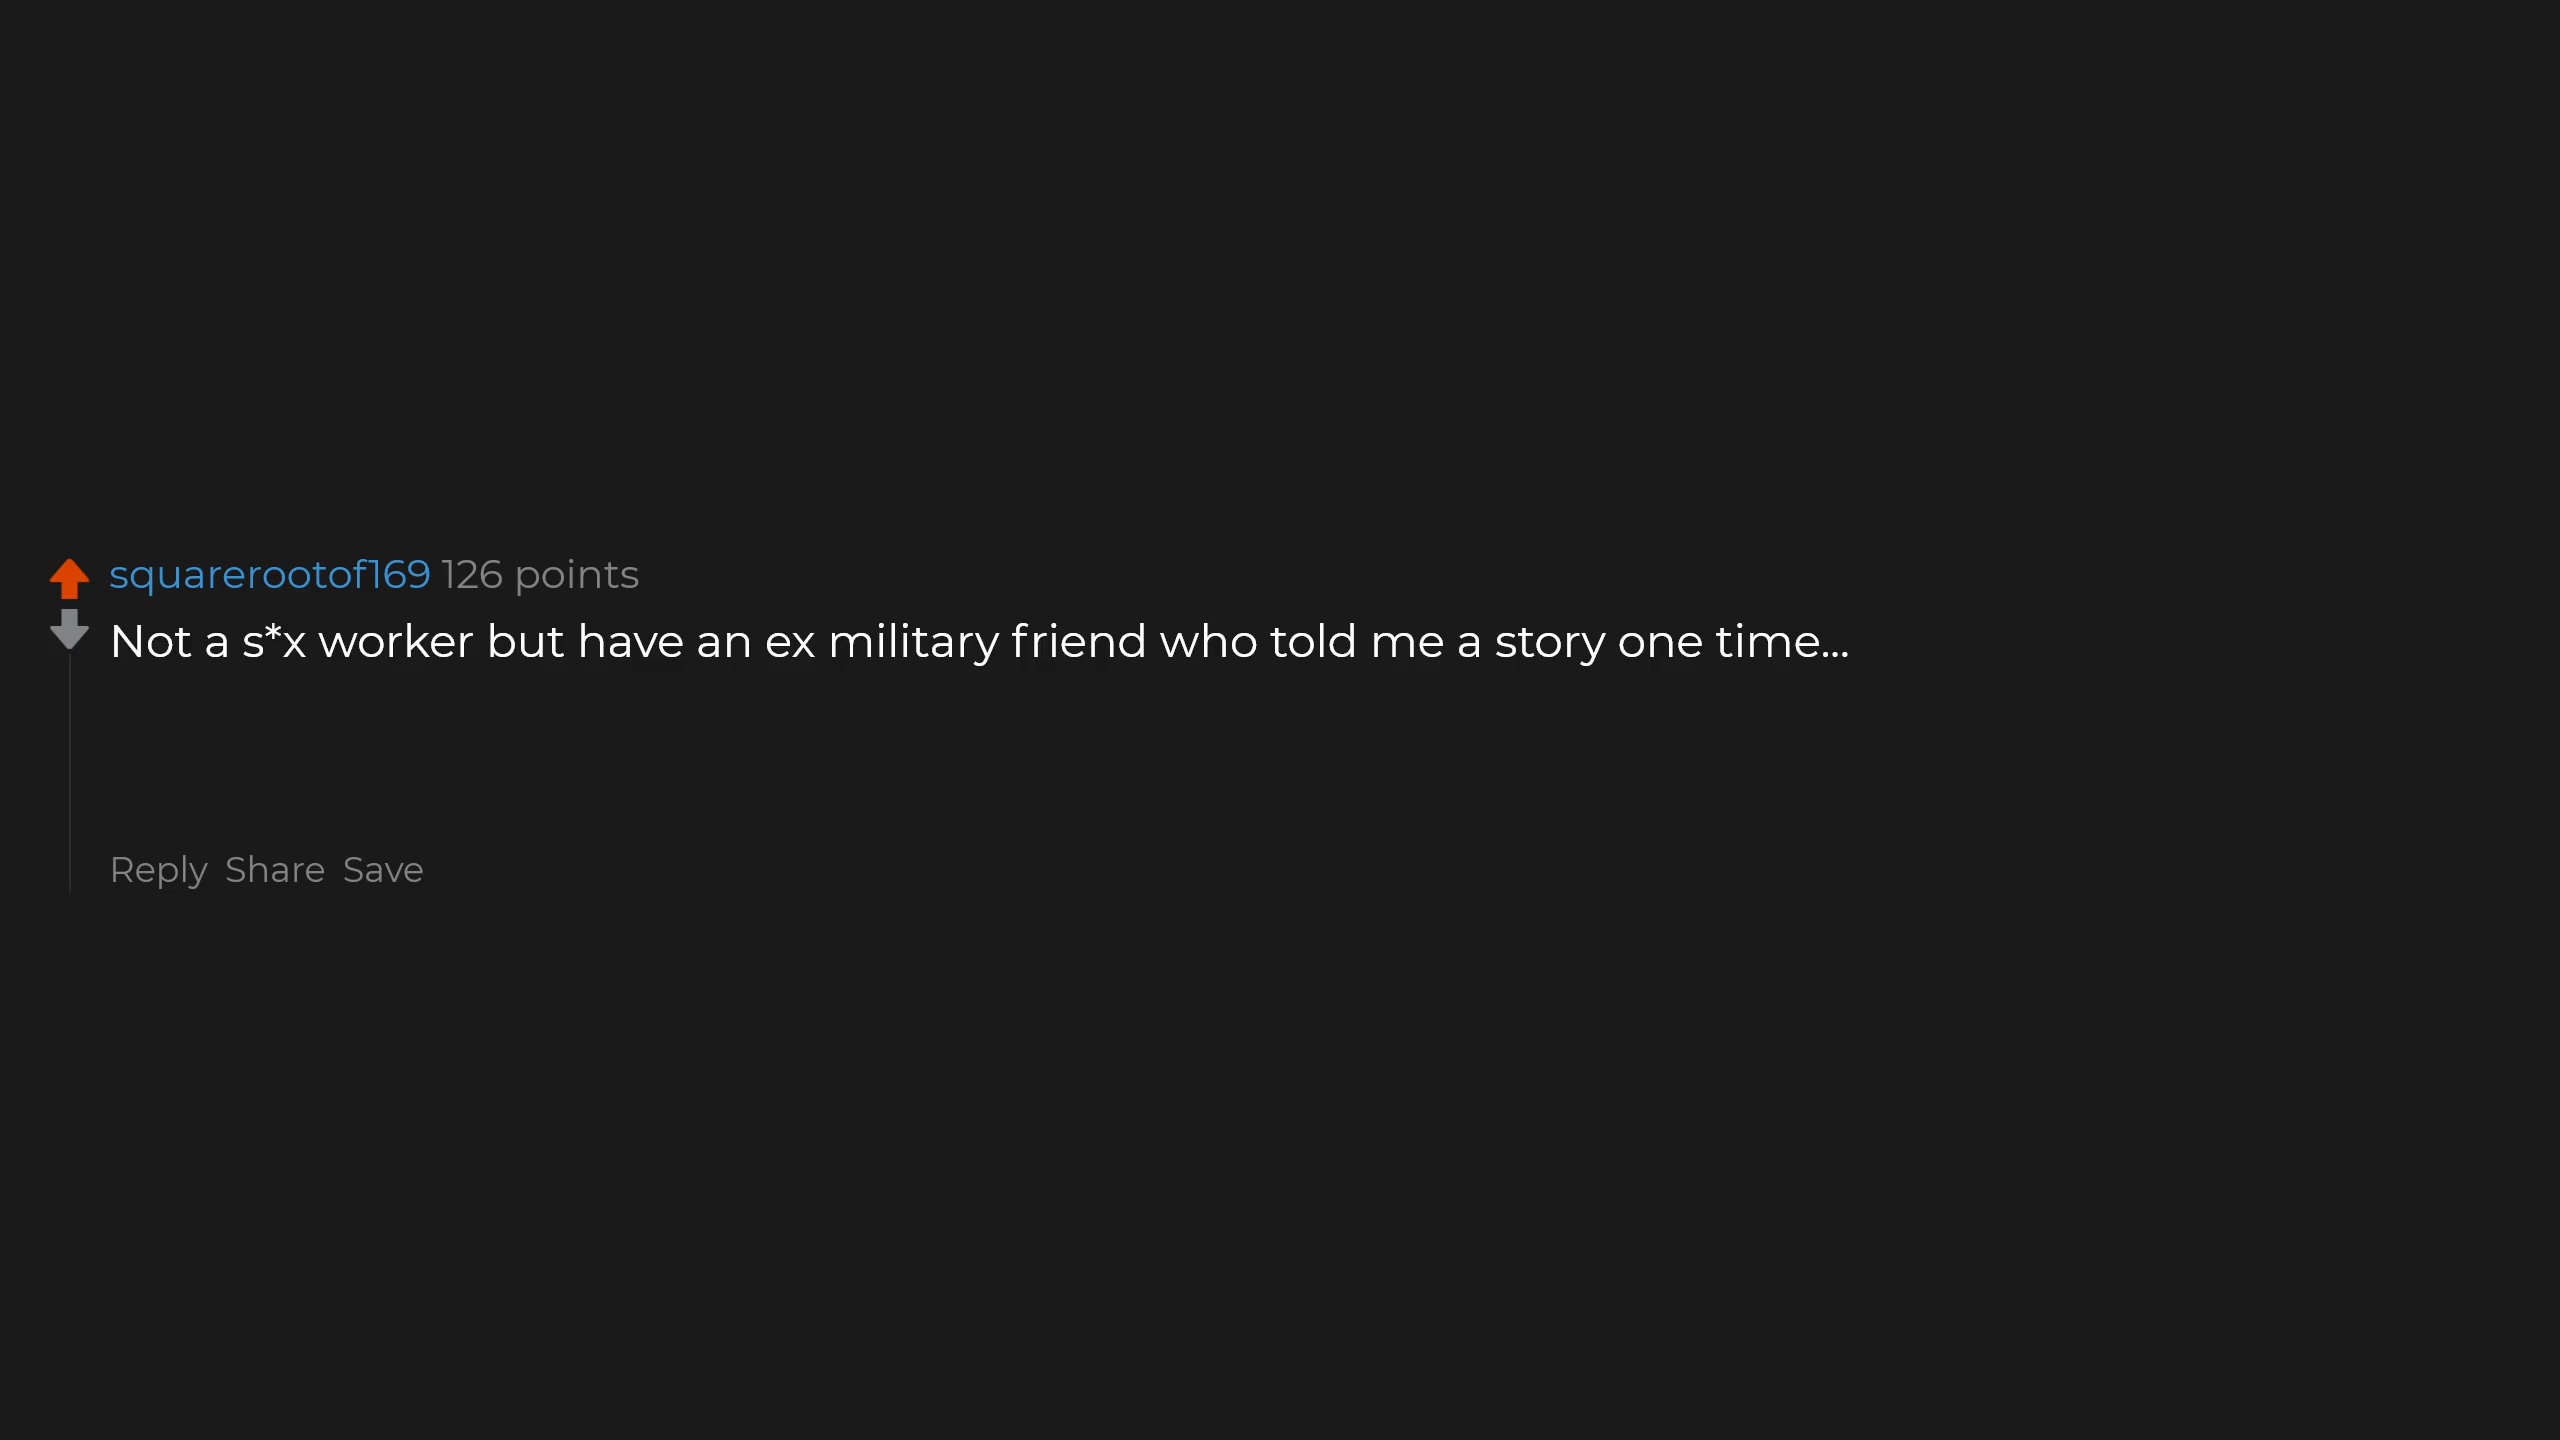 squarerootof169 126 points
Not a s*x worker but have an ex military friend who told me a story one time...
Reply Share Save